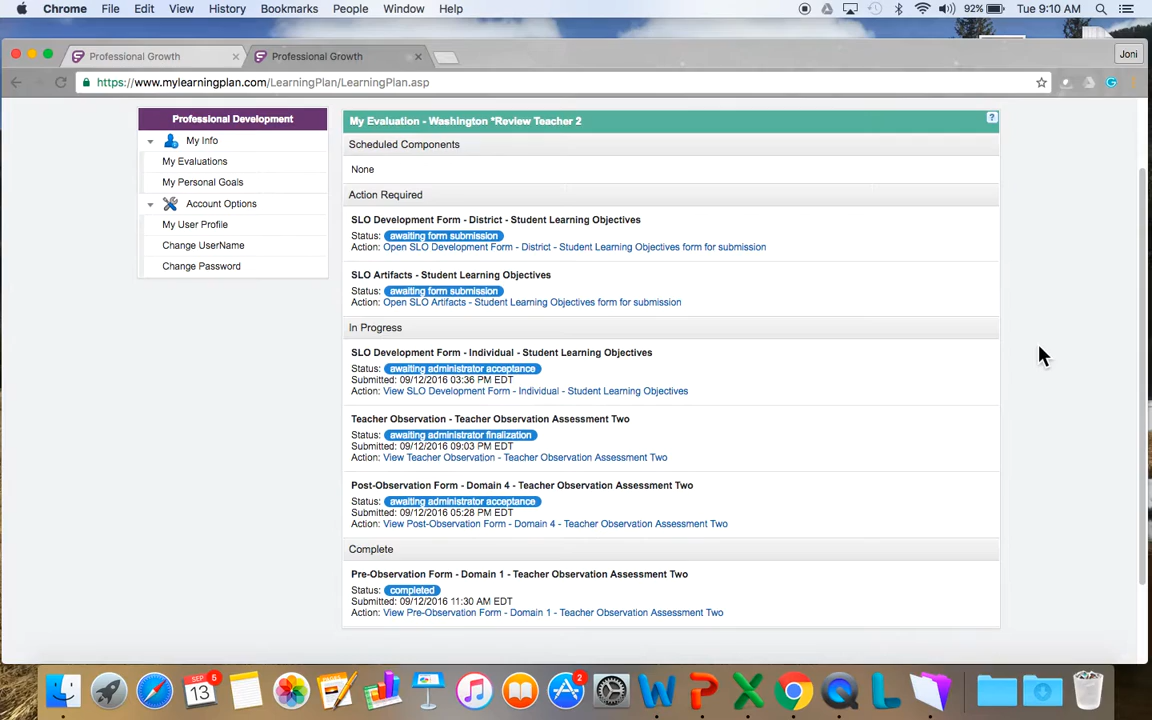 Chrome File Edit View History Bookmarks People Window Help 92% Tue 9:10 AM
Professional Growth Professional Growth Joni
https://www.mylearningplan.com/LearningPlan/LearningPlan.asp
Professional Development
My Info
My Evaluations
My Personal Goals
Account Options
My User Profile
Change UserName
Change Password
My Evaluation - Washington *Review Teacher 2 ?
Scheduled Components
None
Action Required
SLO Development Form - District - Student Learning Objectives
Status: awaiting form submission
Action: Open SLO Development Form - District - Student Learning Objectives form for submission
SLO Artifacts - Student Learning Objectives
Status: awaiting form submission
Action: Open SLO Artifacts - Student Learning Objectives form for submission
In Progress
SLO Development Form - Individual - Student Learning Objectives
Status: awaiting administrator acceptance
Submitted: 09/12/2016 03:36 PM EDT
Action: View SLO Development Form - Individual - Student Learning Objectives
Teacher Observation - Teacher Observation Assessment Two
Status: awaiting administrator finalization
Submitted: 09/12/2016 09:03 PM EDT
Action: View Teacher Observation - Teacher Observation Assessment Two
Post-Observation Form - Domain 4 - Teacher Observation Assessment Two
Status: awaiting administrator acceptance
Submitted: 09/12/2016 05:28 PM EDT
Action: View Post-Observation Form - Domain 4 - Teacher Observation Assessment Two
Complete
Pre-Observation Form - Domain 1 - Teacher Observation Assessment Two
Status: completed
Submitted: 09/12/2016 11:30 AM EDT
Action: View Pre-Observation Form - Domain 1 - Teacher Observation Assessment Two
SEP 13 5 2